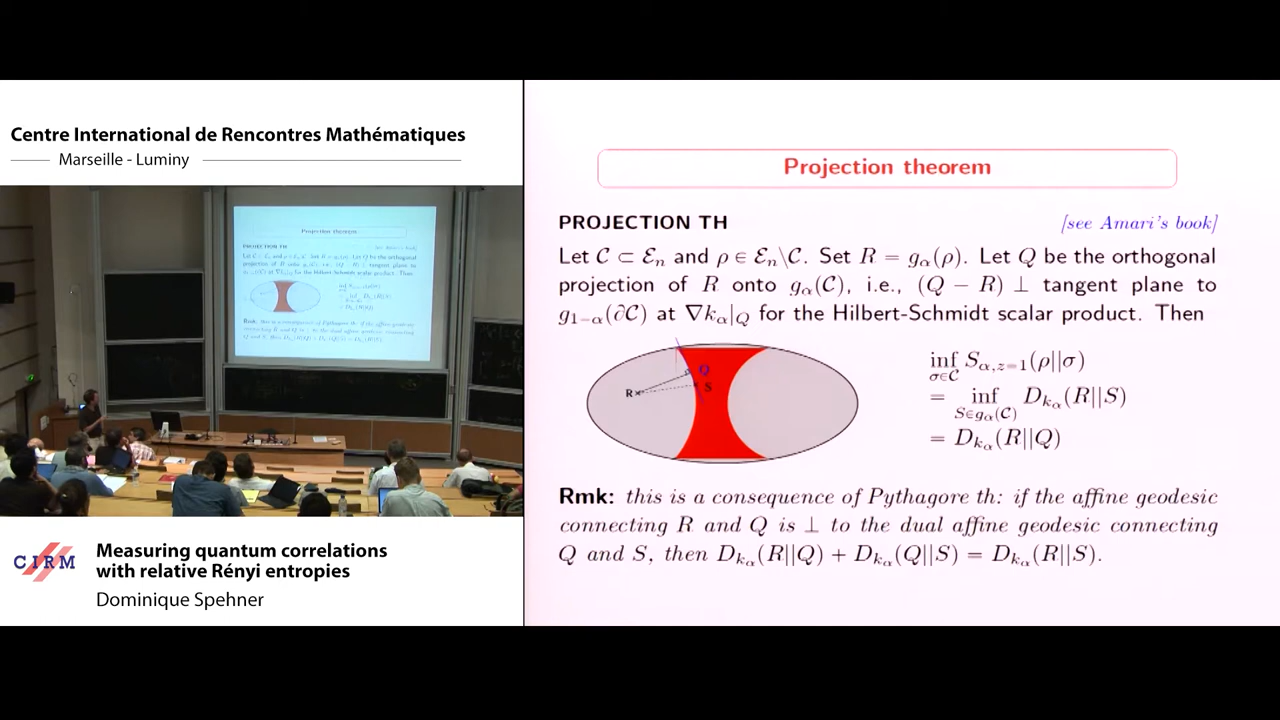 Centre International de Rencontres Mathématiques
Marseille - Luminy
Projection theorem
PROJECTION TH
[see Amari's book]
Let C ⊂ ℰₙ and ρ ∈ ℰₙ\C. Set R = g_α(ρ). Let Q be the orthogonal
projection of R onto g_α(C), i.e., (Q − R) ⊥ tangent plane to
g_{1−α}(∂C) at ∇k_α|_Q for the Hilbert-Schmidt scalar product. Then
R
Q
S
inf_{σ∈C} S_{α,z=1}(ρ||σ)
= inf_{S∈g_α(C)} D_{k_α}(R||S)
= D_{k_α}(R||Q)
Rmk: this is a consequence of Pythagore th: if the affine geodesic
connecting R and Q is ⊥ to the dual affine geodesic connecting
Q and S, then D_{k_α}(R||Q) + D_{k_α}(Q||S) = D_{k_α}(R||S).
CIRM
Measuring quantum correlations
with relative Rényi entropies
Dominique Spehner